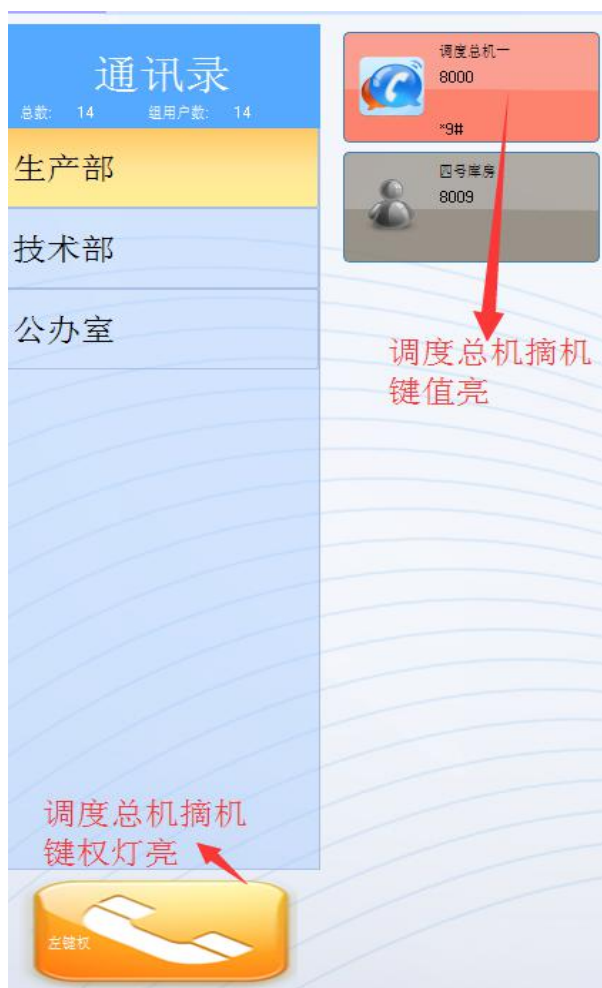 通讯录
总数: 14 组用户数: 14
生产部
技术部
公办室
调度总机一
8000
*9#
四号库房
8009
调度总机摘机
键值亮
调度总机摘机
键权灯亮
左键权